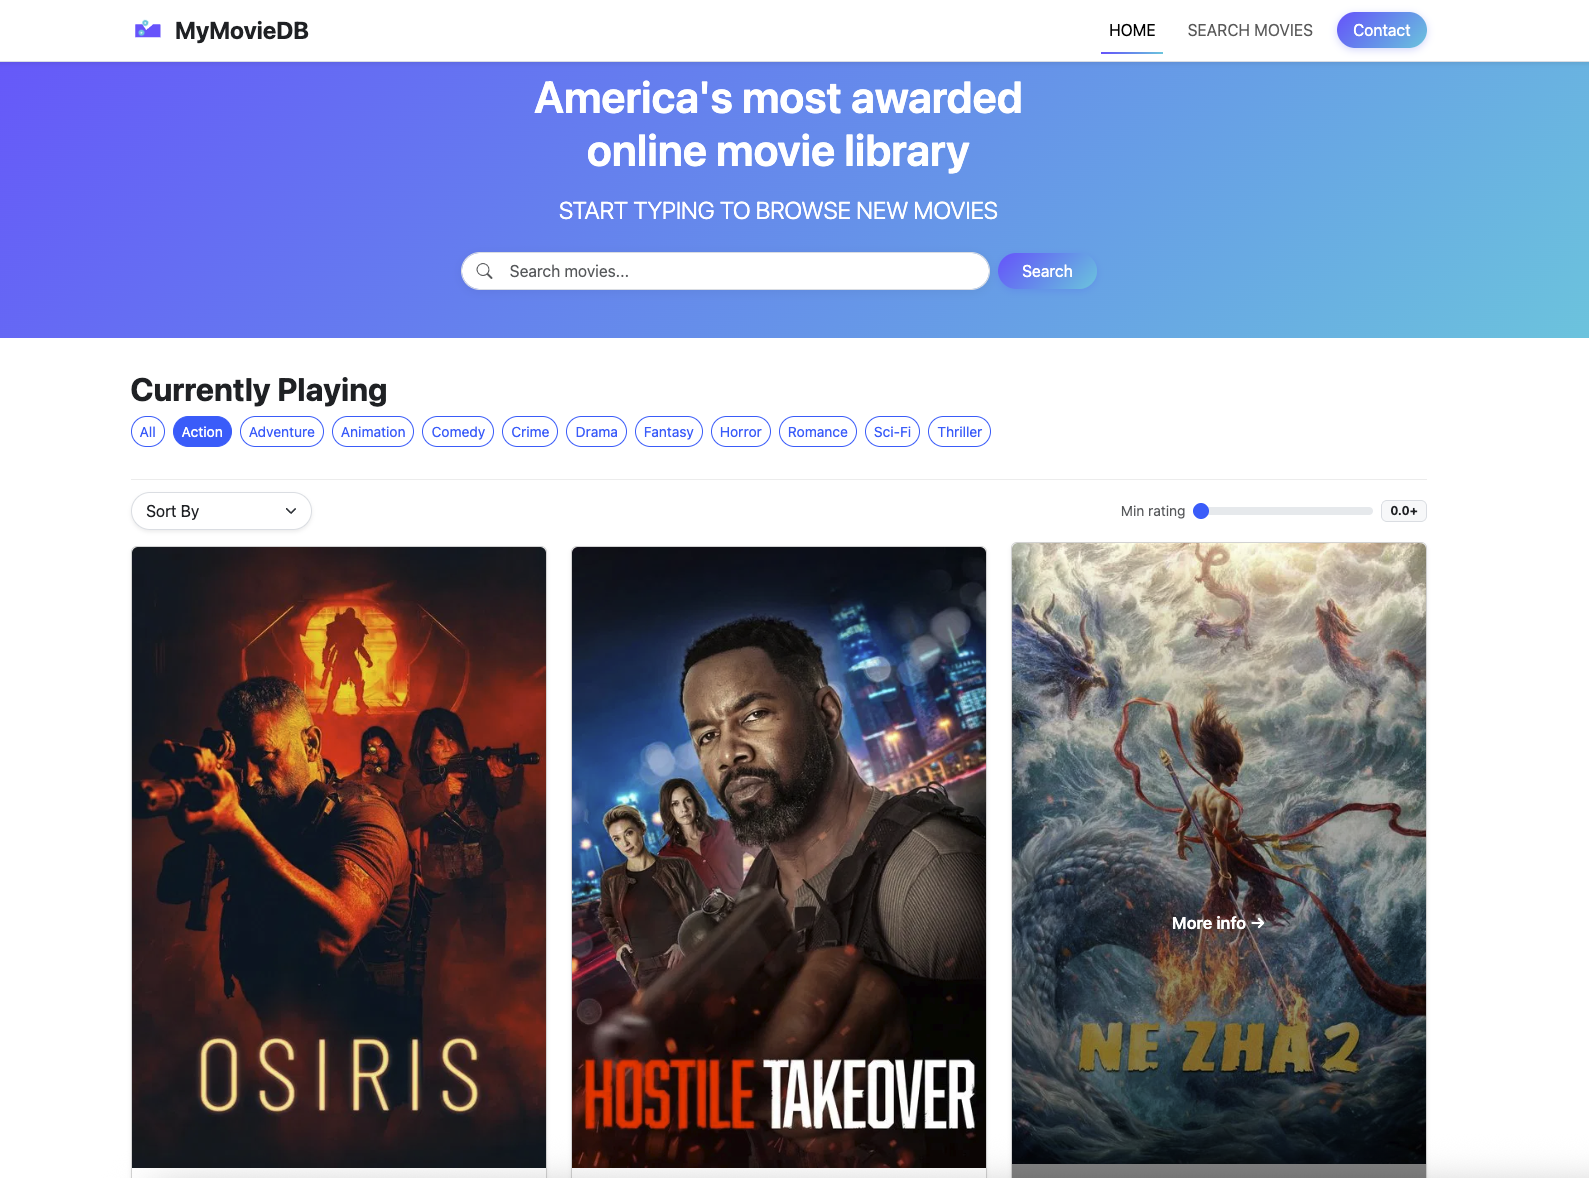 MyMovieDB
HOME
SEARCH MOVIES
Contact
America's most awarded
online movie library
START TYPING TO BROWSE NEW MOVIES
Search movies...
Search
Currently Playing
All
Action
Adventure
Animation
Comedy
Crime
Drama
Fantasy
Horror
Romance
Sci-Fi
Thriller
Sort By
Min rating
0.0+
OSIRIS
HOSTILE TAKEOVER
More info →
NE ZHA 2